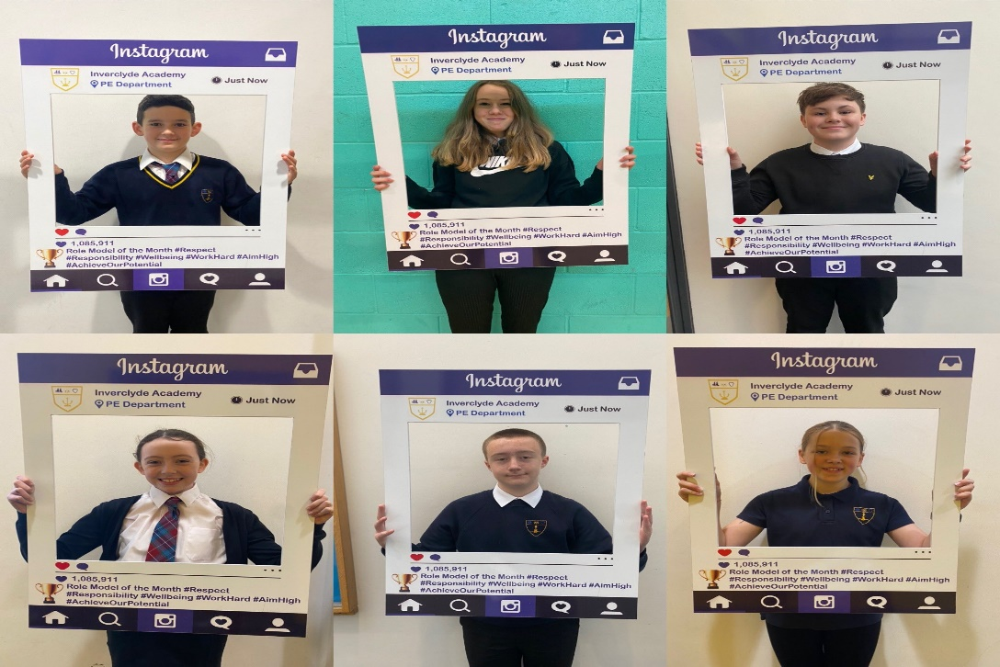 Instagram
Inverclyde Academy
PE Department
Just Now
1,085,911
Role Model of the Month #Respect
#Responsibility #Wellbeing #WorkHard #AimHigh
#AchieveOurPotential
Instagram
Inverclyde Academy
PE Department
Just Now
NIKE
1,085,911
Role Model of the Month #Respect
#Responsibility #Wellbeing #WorkHard #AimHigh
#AchieveOurPotential
Instagram
Inverclyde Academy
PE Department
Just Now
1,085,911
Role Model of the Month #Respect
#Responsibility #Wellbeing #WorkHard #AimHigh
#AchieveOurPotential
Instagram
Inverclyde Academy
PE Department
Just Now
1,085,911
Role Model of the Month #Respect
#Responsibility #Wellbeing #WorkHard #AimHigh
#AchieveOurPotential
Instagram
Inverclyde Academy
PE Department
Just Now
1,085,911
Role Model of the Month #Respect
#Responsibility #Wellbeing #WorkHard #AimHigh
#AchieveOurPotential
Instagram
Inverclyde Academy
PE Department
Just Now
1,085,911
Role Model of the Month #Respect
#Responsibility #Wellbeing #WorkHard #AimHigh
#AchieveOurPotential